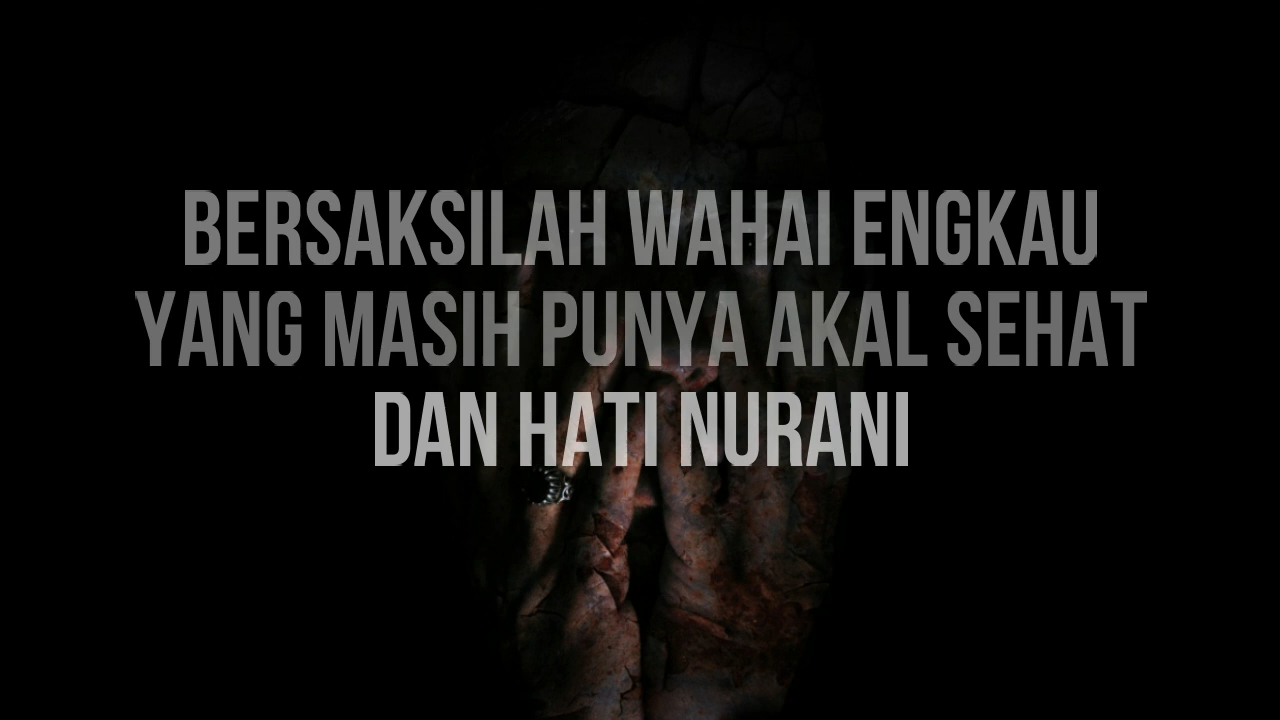 BERSAKSILAH WAHAI ENGKAU
YANG MASIH PUNYA AKAL SEHAT
DAN HATI NURANI